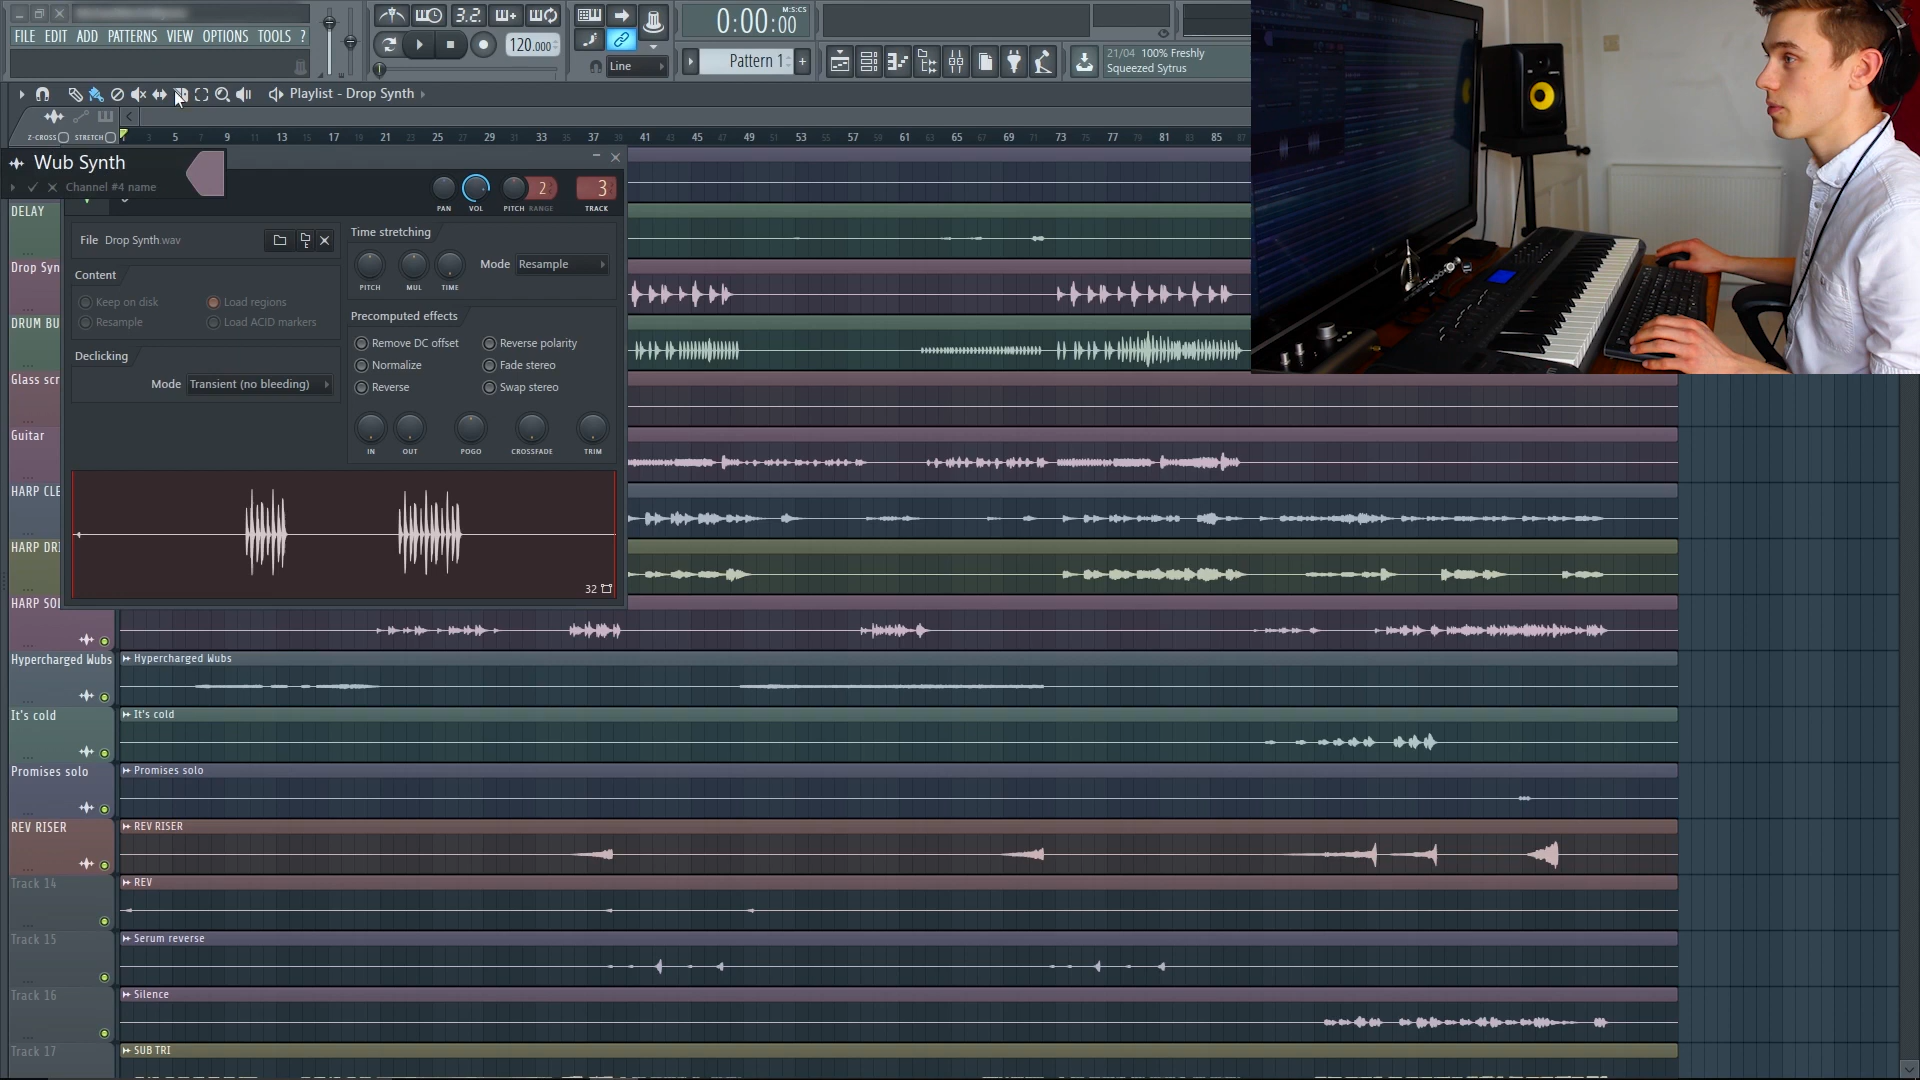 FILE EDIT ADD PATTERNS VIEW OPTIONS TOOLS ?
3.2.
120.000
Line
0:00:00
M:S:CS
Pattern 1
21/04 100% Freshly
Squeezed Sytrus
Playlist - Drop Synth
Z-CROSS STRETCH
5 7 9 11 13 15 17 19 21 23 25 27 29 31 33 35 37 39 41 43 45 47 49 51 53 55 57 59 61 63 65 67 69 71 73 75 77 79 81 83 85 87
Wub Synth
Channel #4 name
2
3
PAN VOL PITCH RANGE TRACK
DELAY
File Drop Synth.wav
Content
Keep on disk
Load regions
Resample
Load ACID markers
Declicking
Mode Transient (no bleeding)
Time stretching
PITCH MUL TIME
Mode Resample
Precomputed effects
Remove DC offset
Reverse polarity
Normalize
Fade stereo
Reverse
Swap stereo
IN OUT POGO CROSSFADE TRIM
32
Drop Syn
DRUM BU
Glass scr
Guitar
HARP CLE
HARP DRI
HARP SOL
Hypercharged Wubs
Hypercharged Wubs
It's cold
It's cold
Promises solo
Promises solo
REV RISER
REV RISER
Track 14
REV
Track 15
Serum reverse
Track 16
Silence
Track 17
SUB TRI